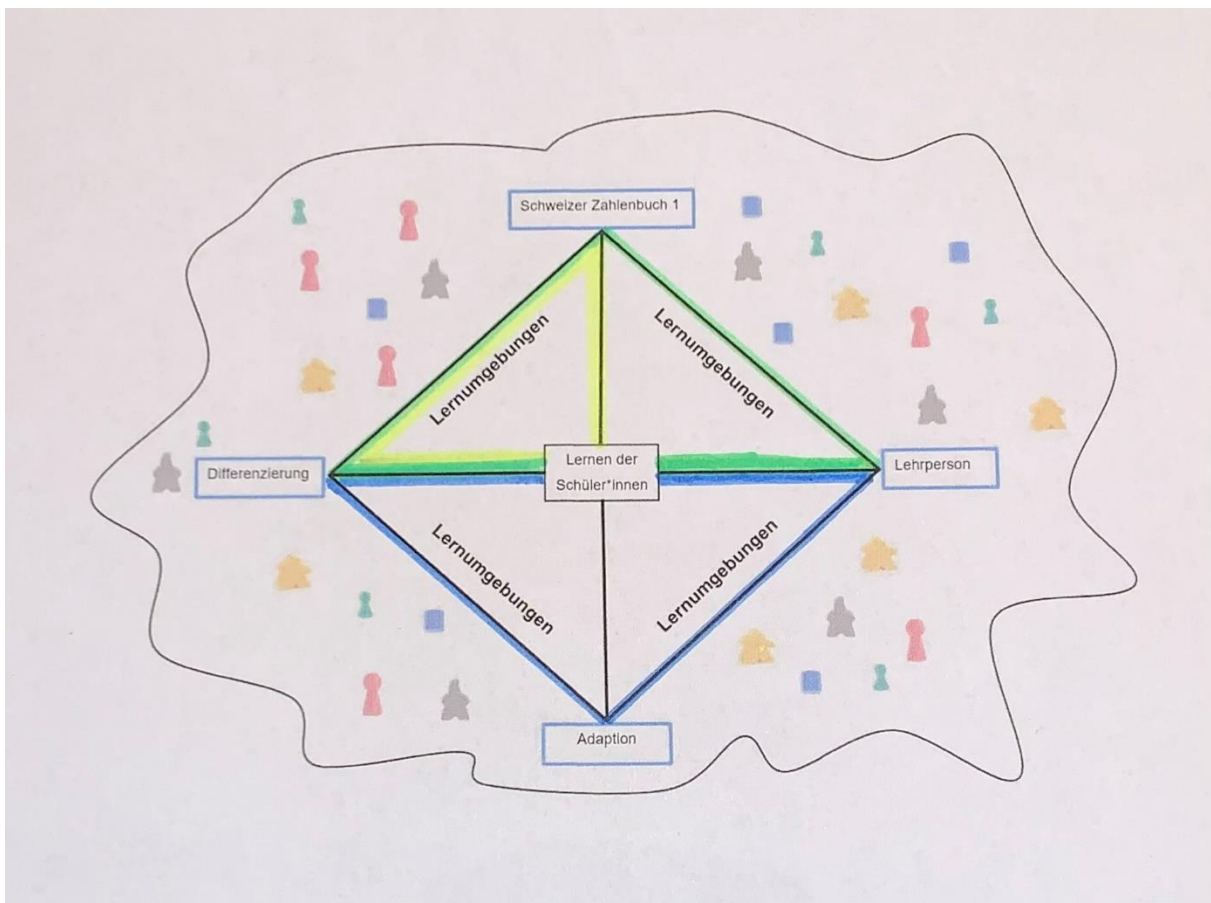 Schweizer Zahlenbuch 1
Lernumgebungen
Lernumgebungen
Differenzierung
Lernen der
Schüler*innen
Lehrperson
Lernumgebungen
Lernumgebungen
Adaption